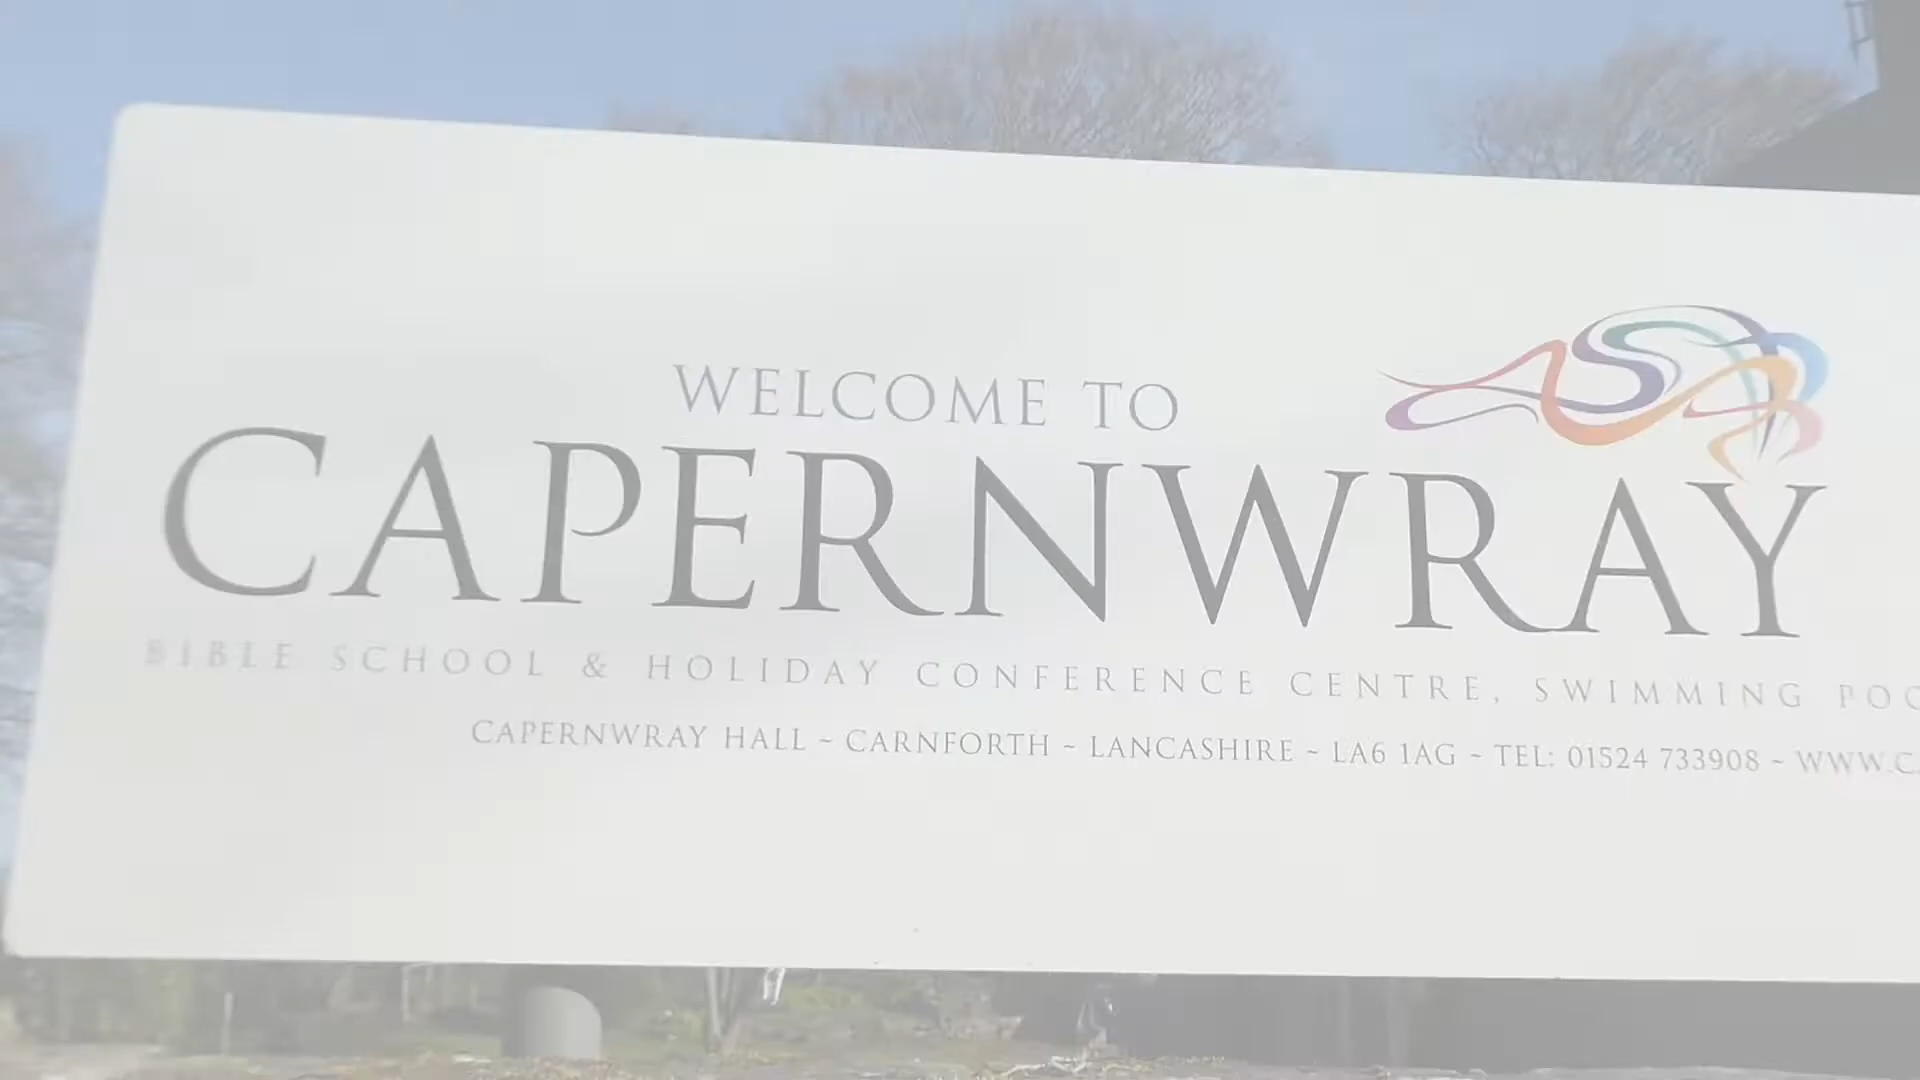 WELCOME TO
CAPERNWRAY
BIBLE SCHOOL & HOLIDAY CONFERENCE CENTRE, SWIMMING
CAPERNWRAY HALL ~ CARNFORTH ~ LANCASHIRE ~ LA6 1AG ~ TEL: 01524 733908 ~